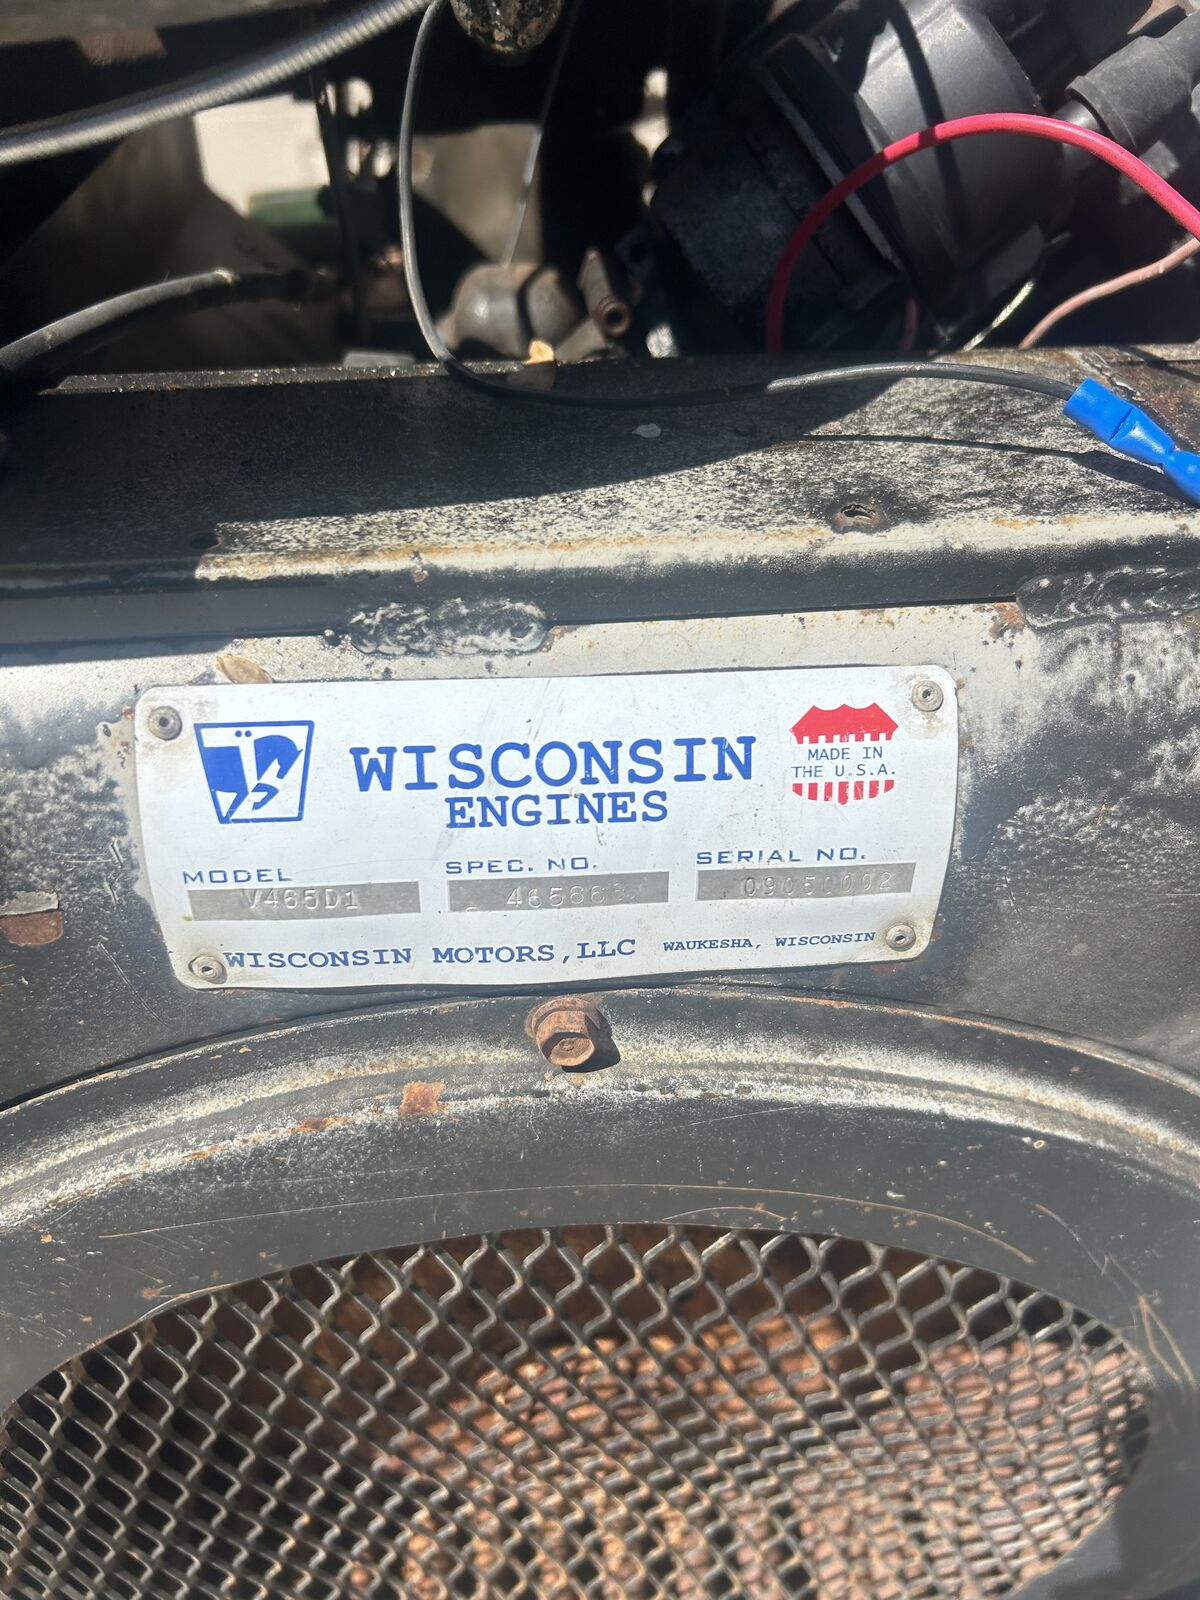 WISCONSIN
ENGINES
MADE IN
THE U.S.A.
MODEL SPEC. NO. SERIAL NO.
V465D1 09050002
WISCONSIN MOTORS, LLC WAUKESHA, WISCONSIN